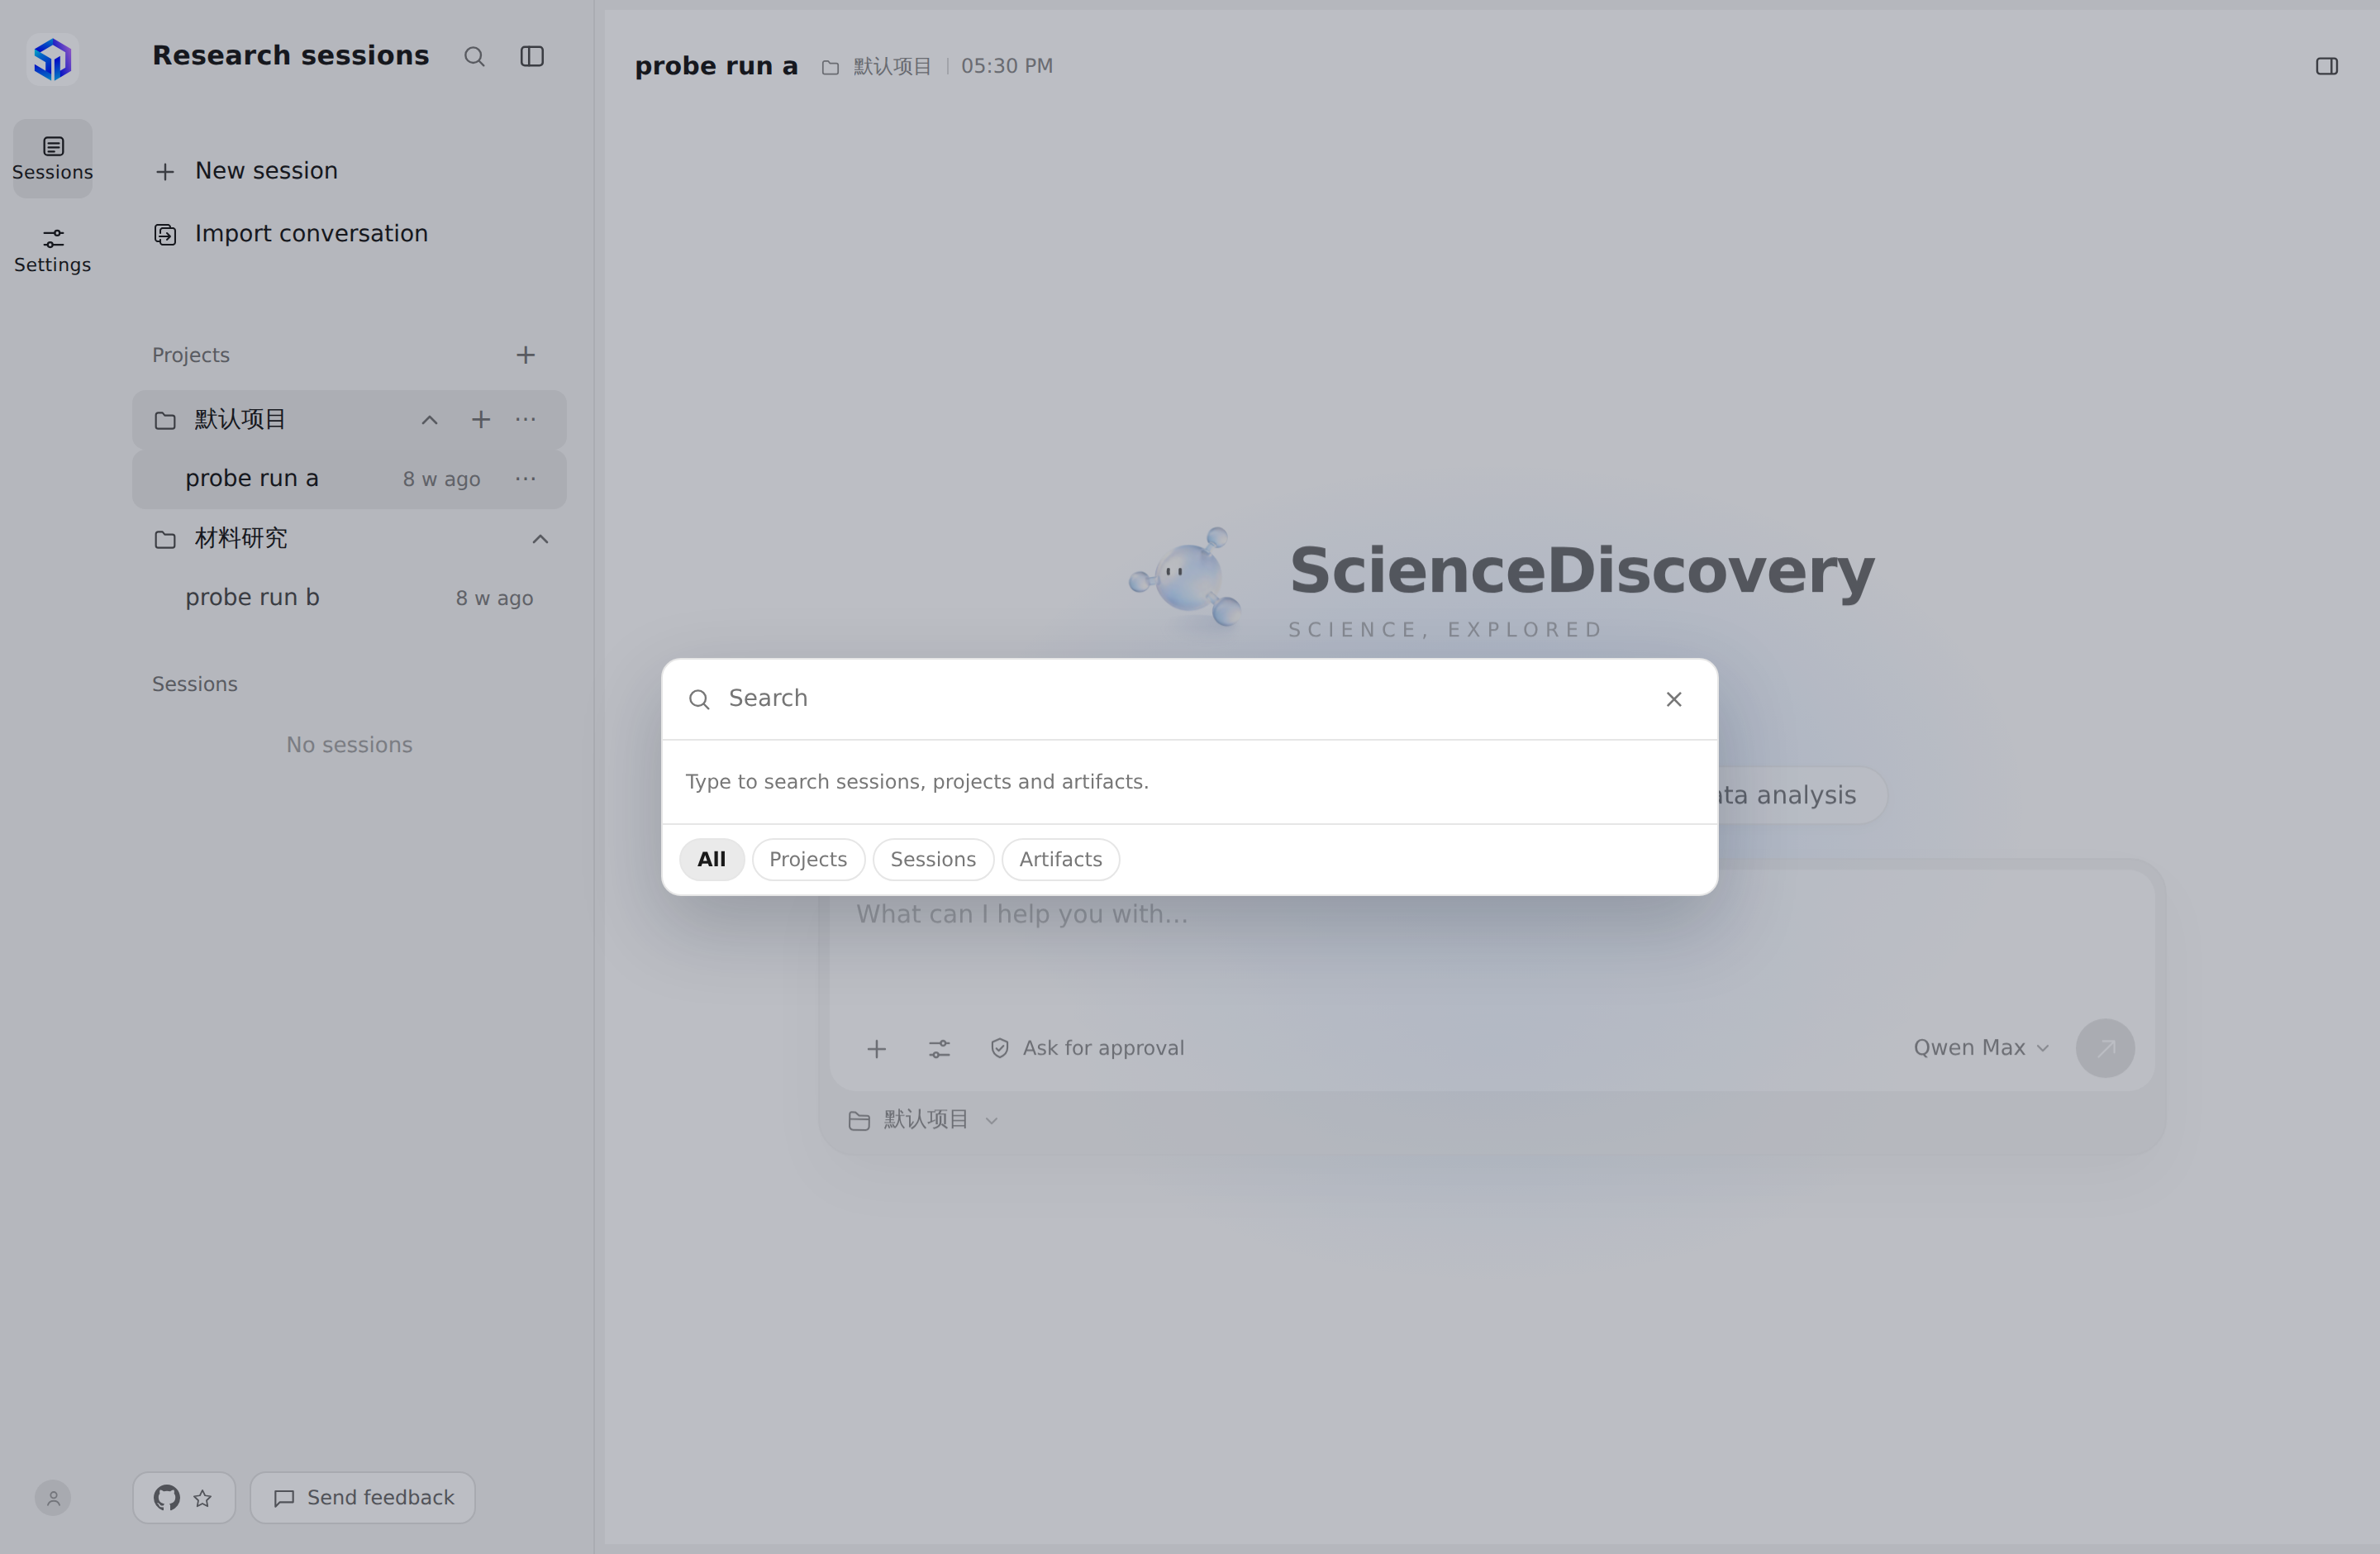 Research sessions
Sessions
Settings
New session
Import conversation
Projects
默认项目
probe run a
8 w ago
材料研究
probe run b
8 w ago
Sessions
No sessions
Send feedback
probe run a
默认项目
05:30 PM
ScienceDiscovery
SCIENCE, EXPLORED
Search
Type to search sessions, projects and artifacts.
All
Projects
Sessions
Artifacts
analysis
What can I help you with...
Ask for approval
Qwen Max
默认项目